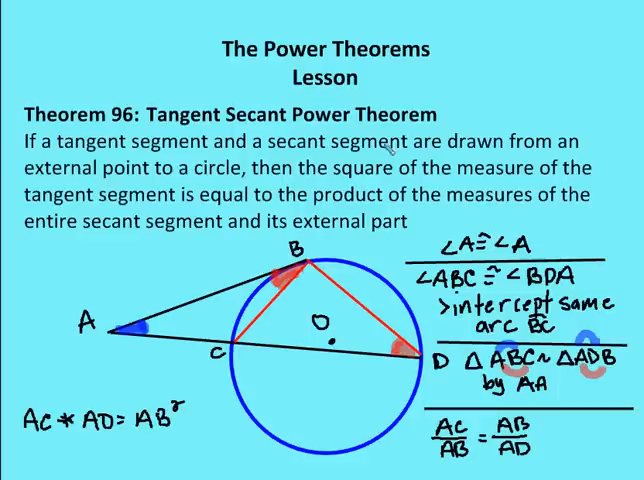 The Power Theorems
Lesson
Theorem 96: Tangent Secant Power Theorem
If a tangent segment and a secant segment are drawn from an
external point to a circle, then the square of the measure of the
tangent segment is equal to the product of the measures of the
entire secant segment and its external part
B
A
C
O
D
∠A≅∠A
∠ABC ≅ ∠BDA
>intercept same
arc BC
△ ABC ~ △ADB
by AA
AC/AB = AB/AD
AC * AD = AB²